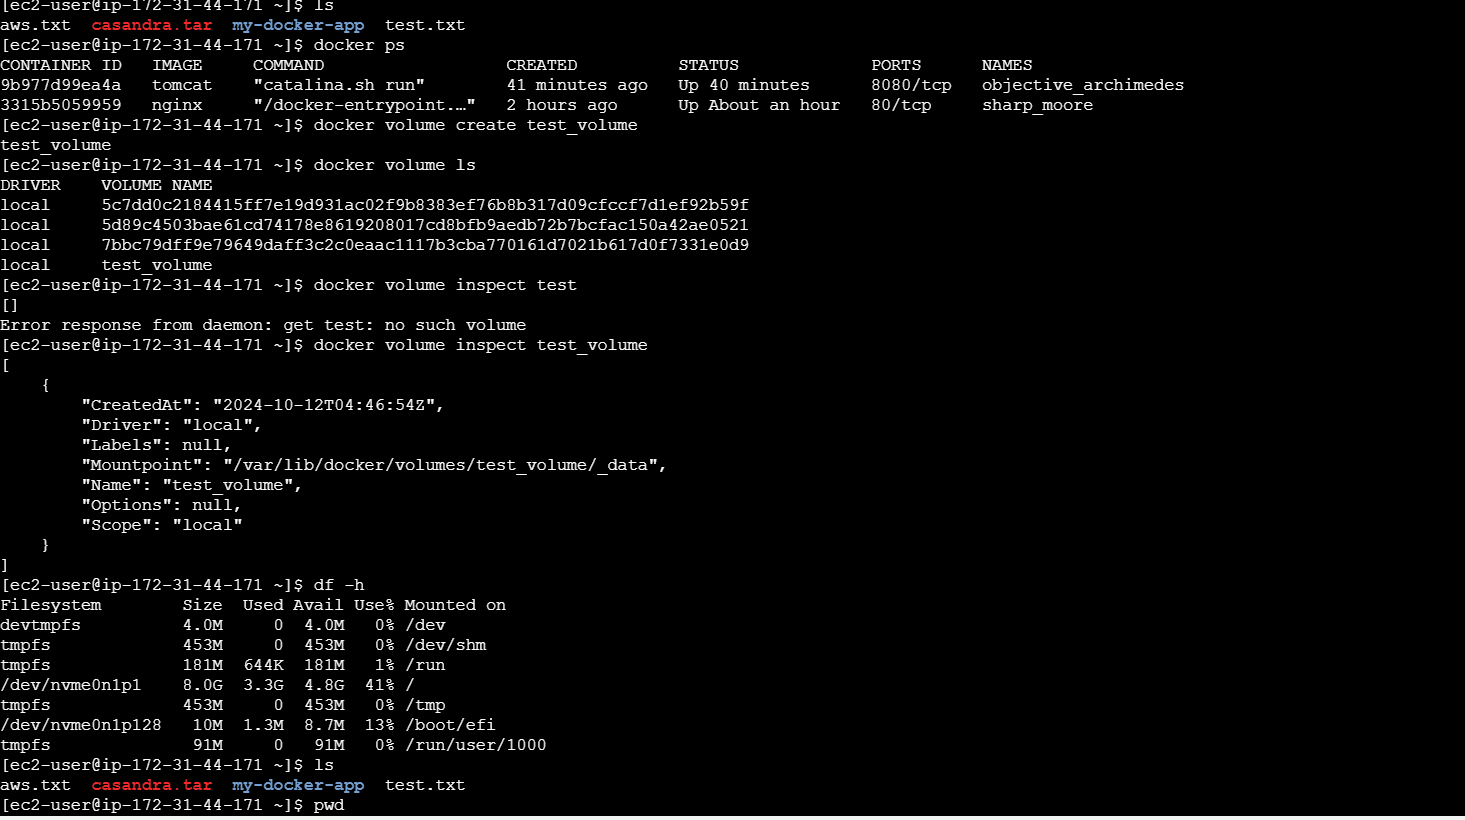 [ec2-user@ip-172-31-44-171 ~]$ ls
aws.txt  casandra.tar  my-docker-app  test.txt
[ec2-user@ip-172-31-44-171 ~]$ docker ps
CONTAINER ID   IMAGE     COMMAND                  CREATED          STATUS             PORTS      NAMES
9b977d99ea4a   tomcat    "catalina.sh run"        41 minutes ago   Up 40 minutes      8080/tcp   objective_archimedes
3315b5059959   nginx     "/docker-entrypoint.…"   2 hours ago      Up About an hour   80/tcp     sharp_moore
[ec2-user@ip-172-31-44-171 ~]$ docker volume create test_volume
test_volume
[ec2-user@ip-172-31-44-171 ~]$ docker volume ls
DRIVER    VOLUME NAME
local     5c7dd0c2184415ff7e19d931ac02f9b8383ef76b8b317d09cfccf7d1ef92b59f
local     5d89c4503bae61cd74178e8619208017cd8bfb9aedb72b7bcfac150a42ae0521
local     7bbc79dff9e79649daff3c2c0eaac1117b3cba770161d7021b617d0f7331e0d9
local     test_volume
[ec2-user@ip-172-31-44-171 ~]$ docker volume inspect test
[]
Error response from daemon: get test: no such volume
[ec2-user@ip-172-31-44-171 ~]$ docker volume inspect test_volume
[
    {
        "CreatedAt": "2024-10-12T04:46:54Z",
        "Driver": "local",
        "Labels": null,
        "Mountpoint": "/var/lib/docker/volumes/test_volume/_data",
        "Name": "test_volume",
        "Options": null,
        "Scope": "local"
    }
]
[ec2-user@ip-172-31-44-171 ~]$ df -h
Filesystem        Size  Used Avail Use% Mounted on
devtmpfs          4.0M     0  4.0M   0% /dev
tmpfs             453M     0  453M   0% /dev/shm
tmpfs             181M  644K  181M   1% /run
/dev/nvme0n1p1    8.0G  3.3G  4.8G  41% /
tmpfs             453M     0  453M   0% /tmp
/dev/nvme0n1p128   10M  1.3M  8.7M  13% /boot/efi
tmpfs              91M     0   91M   0% /run/user/1000
[ec2-user@ip-172-31-44-171 ~]$ ls
aws.txt  casandra.tar  my-docker-app  test.txt
[ec2-user@ip-172-31-44-171 ~]$ pwd